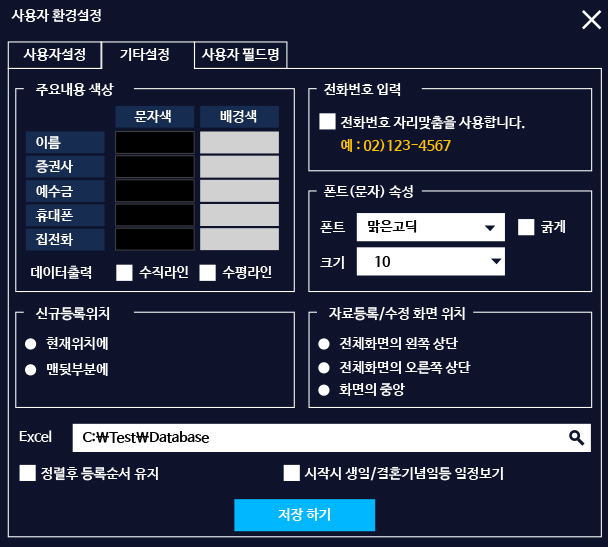 사용자 환경설정
사용자설정 기타설정 사용자 필드명
주요내용 색상
문자색 배경색
이름
증권사
예수금
휴대폰
집전화
데이터출력 수직라인 수평라인
전화번호 입력
전화번호 자리맞춤을 사용합니다.
예 : 02)123-4567
폰트(문자) 속성
폰트 맑은고딕 굵게
크기 10
신규등록위치
현재위치에
맨뒷부분에
자료등록/수정 화면 위치
전체화면의 왼쪽 상단
전체화면의 오른쪽 상단
화면의 중앙
Excel C:₩Test₩Database
정렬후 등록순서 유지 시작시 생일/결혼기념일등 일정보기
저장 하기